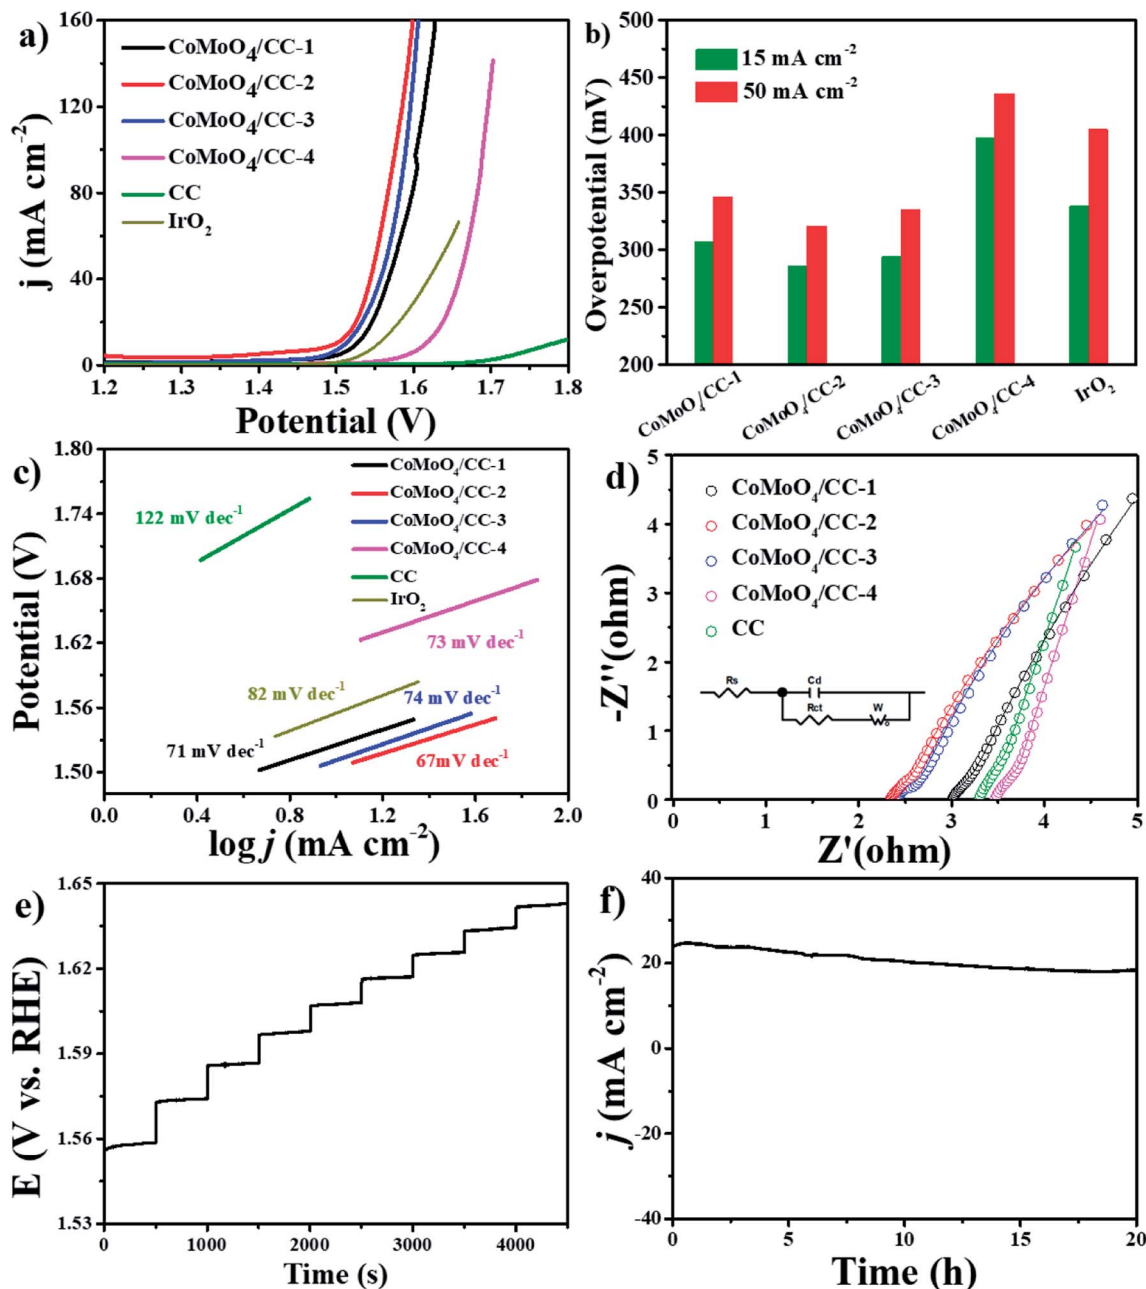 a)
160
120
80
40
0
1.2 1.3 1.4 1.5 1.6 1.7 1.8
j (mA cm⁻²)
Potential (V)
CoMoO₄/CC-1
CoMoO₄/CC-2
CoMoO₄/CC-3
CoMoO₄/CC-4
CC
IrO₂
b)
500
450
400
350
300
250
200
Overpotential (mV)
15 mA cm⁻²
50 mA cm⁻²
CoMoO₄/CC-1 CoMoO₄/CC-2 CoMoO₄/CC-3 CoMoO₄/CC-4 IrO₂
c)
1.80
1.74
1.68
1.62
1.56
1.50
0.0 0.4 0.8 1.2 1.6 2.0
Potential (V)
log j (mA cm⁻²)
CoMoO₄/CC-1
CoMoO₄/CC-2
CoMoO₄/CC-3
CoMoO₄/CC-4
CC
IrO₂
122 mV dec⁻¹
73 mV dec⁻¹
82 mV dec⁻¹
74 mV dec⁻¹
71 mV dec⁻¹
67mV dec⁻¹
d)
5
4
3
2
1
0
0 1 2 3 4 5
-Z''(ohm)
Z'(ohm)
CoMoO₄/CC-1
CoMoO₄/CC-2
CoMoO₄/CC-3
CoMoO₄/CC-4
CC
Rs Cd
Rct Wo
e)
1.65
1.62
1.59
1.56
1.53
0 1000 2000 3000 4000
E (V vs. RHE)
Time (s)
f)
40
20
0
-20
-40
0 5 10 15 20
j (mA cm⁻²)
Time (h)